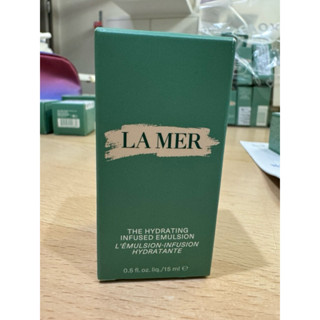 LA MER
THE HYDRATING
INFUSED EMULSION
L'ÉMULSION-INFUSION
HYDRATANTE
0.5 fl. oz. liq./15 ml ℮